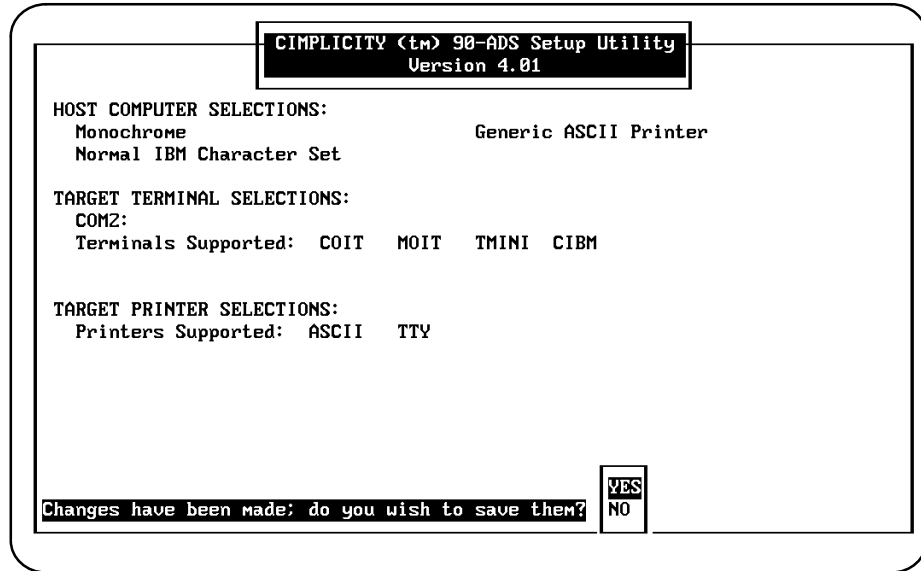 CIMPLICITY (tm) 90-ADS Setup Utility
Version 4.01
HOST COMPUTER SELECTIONS:
Monochrome Generic ASCII Printer
Normal IBM Character Set
TARGET TERMINAL SELECTIONS:
COM2:
Terminals Supported: COIT MOIT TMINI CIBM
TARGET PRINTER SELECTIONS:
Printers Supported: ASCII TTY
YES
Changes have been made; do you wish to save them? NO